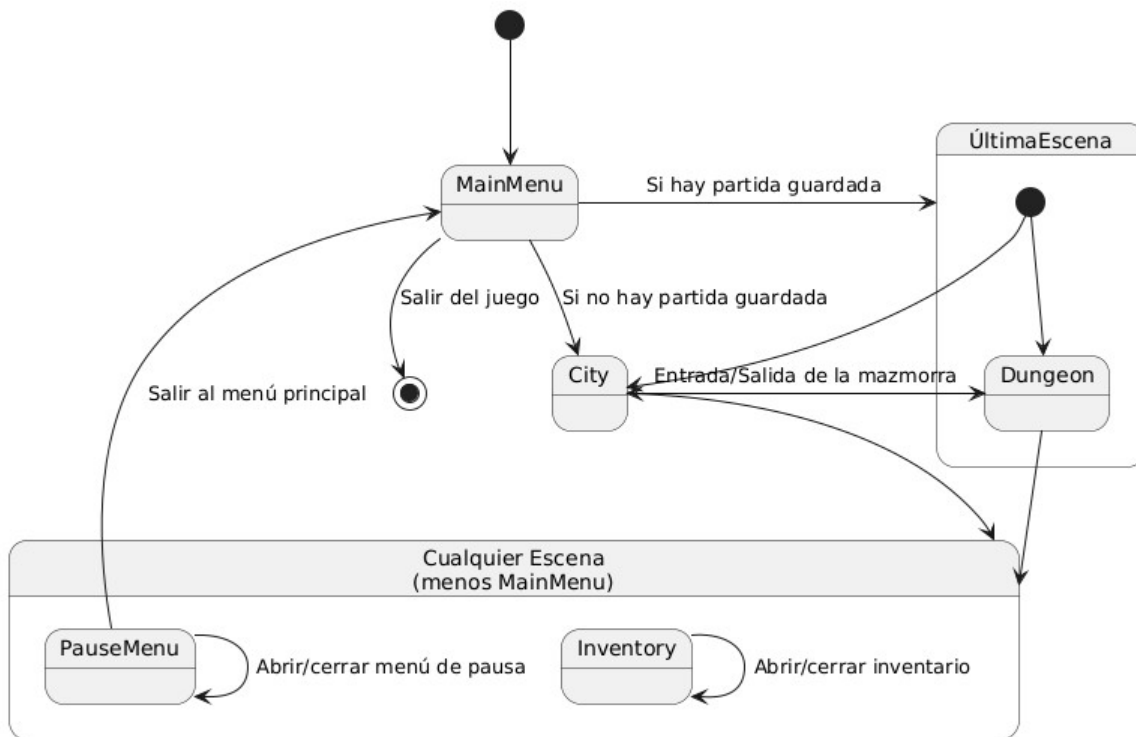 ÚltimaEscena
MainMenu
Si hay partida guardada
Salir del juego
Si no hay partida guardada
Salir al menú principal
City
Entrada/Salida de la mazmorra
Dungeon
Cualquier Escena
(menos MainMenu)
PauseMenu
Abrir/cerrar menú de pausa
Inventory
Abrir/cerrar inventario